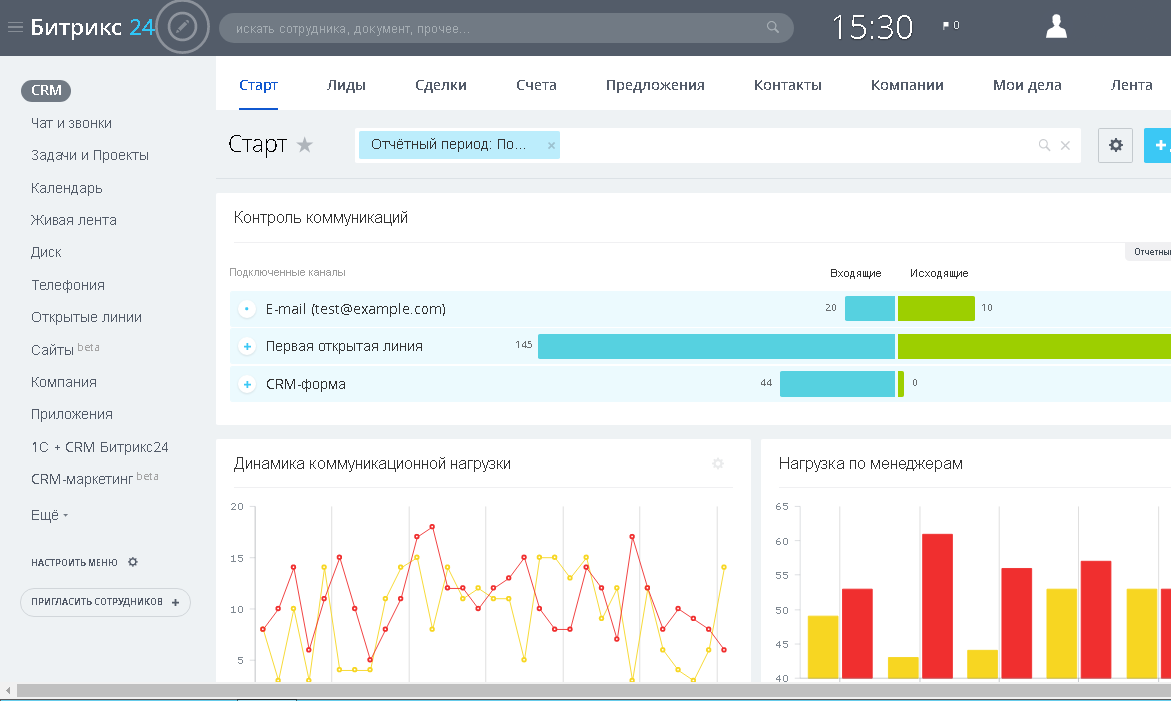 Битрикс 24
искать сотрудника, документ, прочее...
15:30
0
CRM
Чат и звонки
Задачи и Проекты
Календарь
Живая лента
Диск
Телефония
Открытые линии
Сайты beta
Компания
Приложения
1С + CRM Битрикс24
CRM-маркетинг beta
Ещё
НАСТРОИТЬ МЕНЮ
ПРИГЛАСИТЬ СОТРУДНИКОВ +
Старт Лиды Сделки Счета Предложения Контакты Компании Мои дела Лента
Старт
Отчётный период: По... ×
Контроль коммуникаций
Отчетны
Подключенные каналы Входящие Исходящие
E-mail (test@example.com) 20 10
Первая открытая линия 145
CRM-форма 44 0
Динамика коммуникационной нагрузки
20
15
10
5
Нагрузка по менеджерам
65
60
55
50
45
40